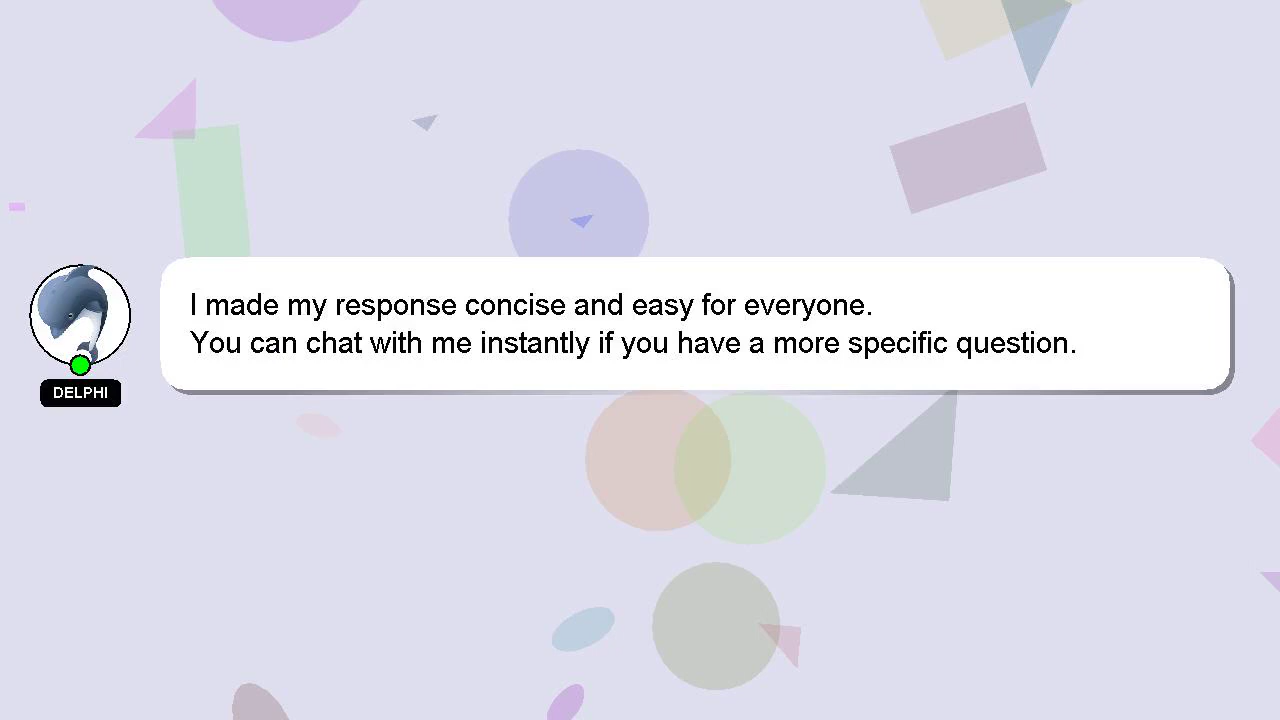 I made my response concise and easy for everyone.
You can chat with me instantly if you have a more specific question.
DELPHI